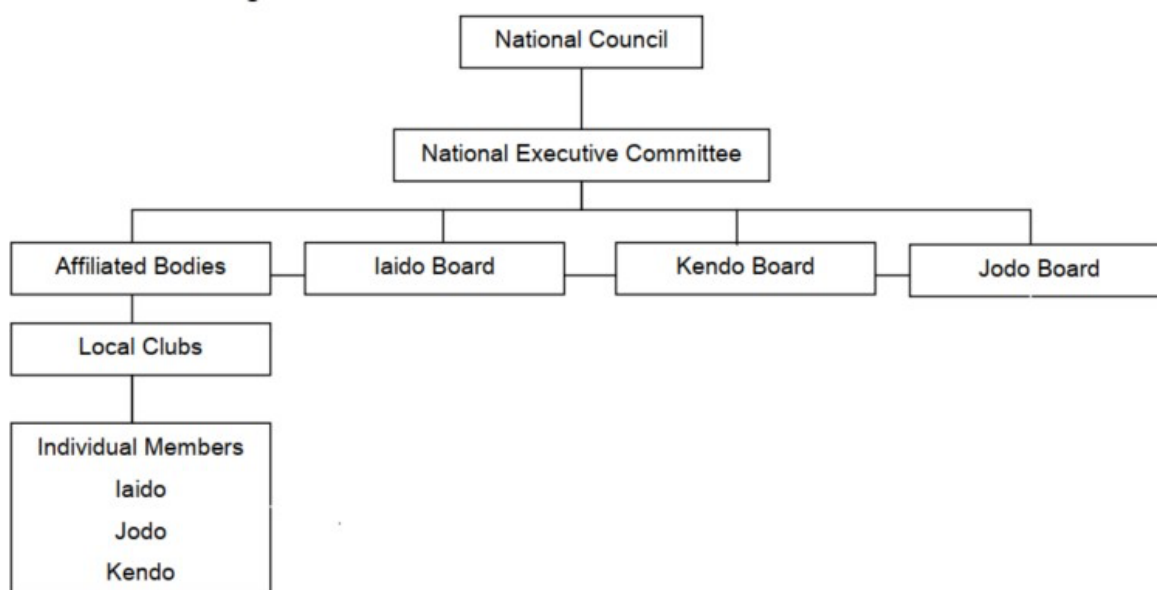 National Council
National Executive Committee
Affiliated Bodies
Iaido Board
Kendo Board
Jodo Board
Local Clubs
Individual Members
Iaido
Jodo
Kendo